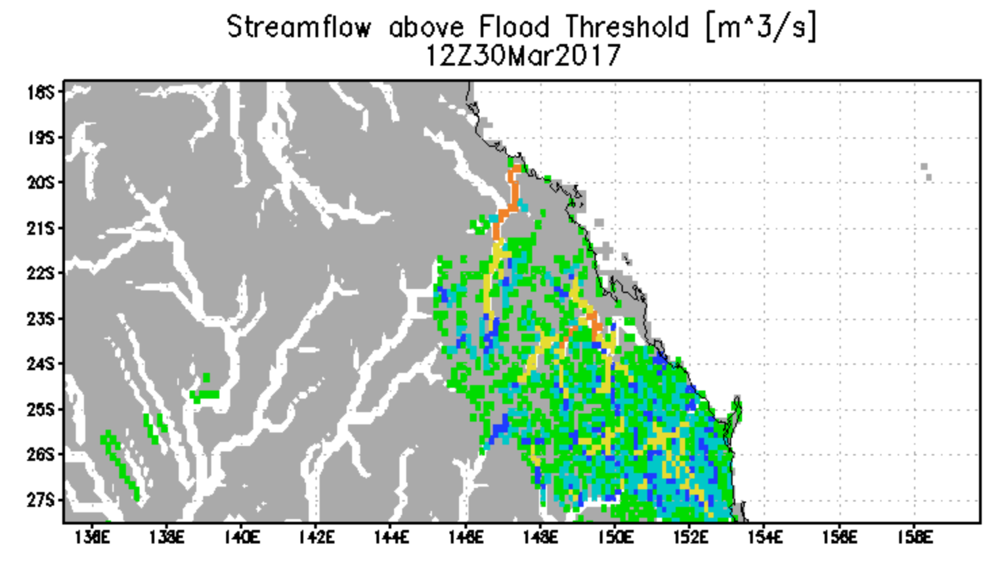 Streamflow above Flood Threshold [m^3/s]
12Z30Mar2017
18S
19S
20S
21S
22S
23S
24S
25S
26S
27S
136E 138E 140E 142E 144E 146E 148E 150E 152E 154E 156E 158E